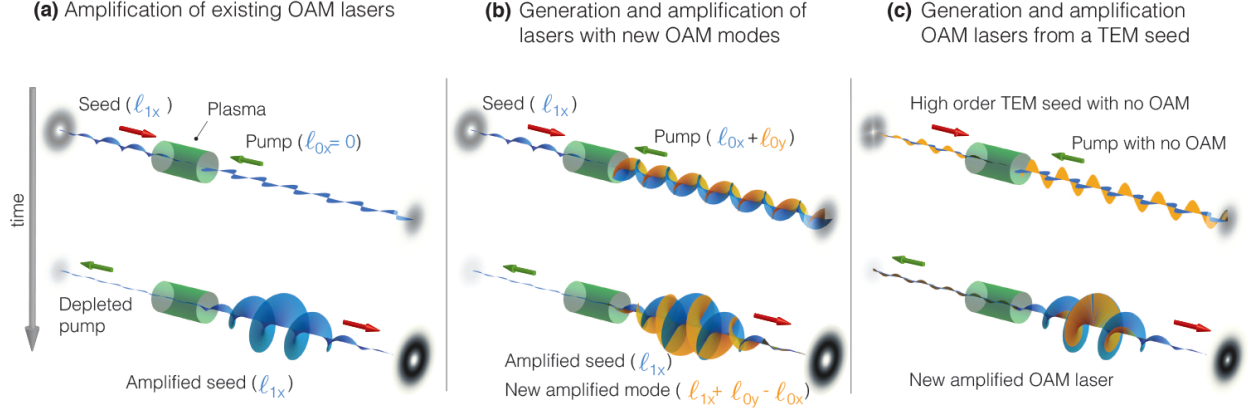 (a) Amplification of existing OAM lasers
(b) Generation and amplification of
lasers with new OAM modes
(c) Generation and amplification
OAM lasers from a TEM seed
time
Seed (ℓ1x)
Plasma
Pump (ℓ0x= 0)
Depleted
pump
Amplified seed (ℓ1x)
Seed (ℓ1x)
Pump (ℓ0x+ℓ0y)
Amplified seed (ℓ1x)
New amplified mode (ℓ1x+ ℓ0y - ℓ0x)
High order TEM seed with no OAM
Pump with no OAM
New amplified OAM laser